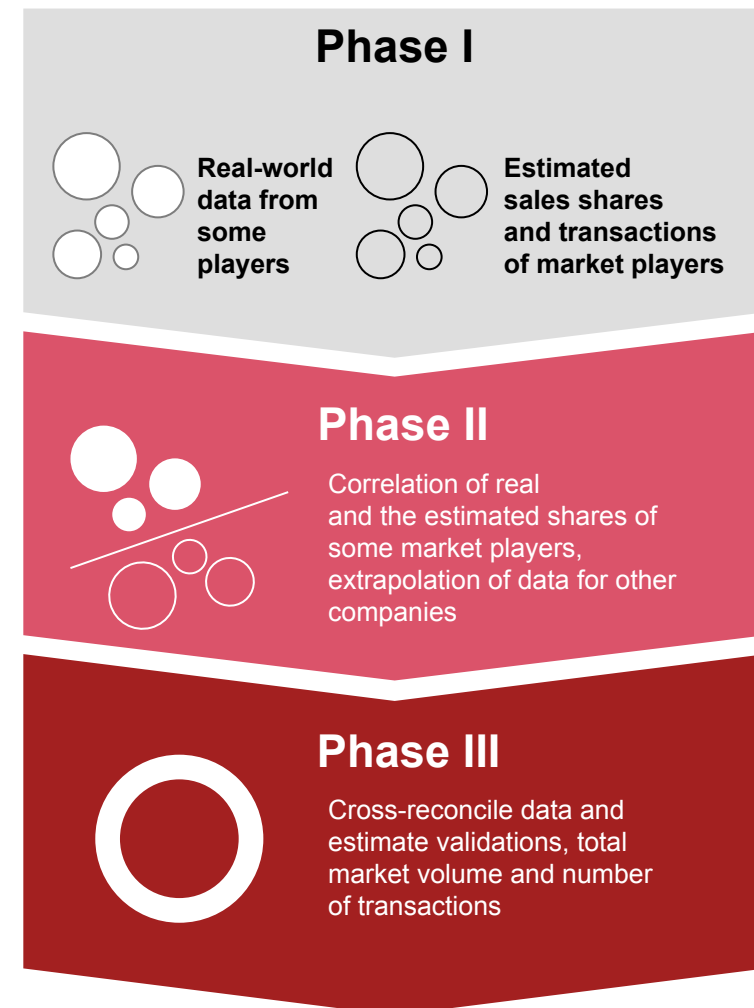 Phase I
Real-world
data from
some
players
Estimated
sales shares
and transactions
of market players
Phase II
Correlation of real
and the estimated shares of
some market players,
extrapolation of data for other
companies
Phase III
Cross-reconcile data and
estimate validations, total
market volume and number
of transactions